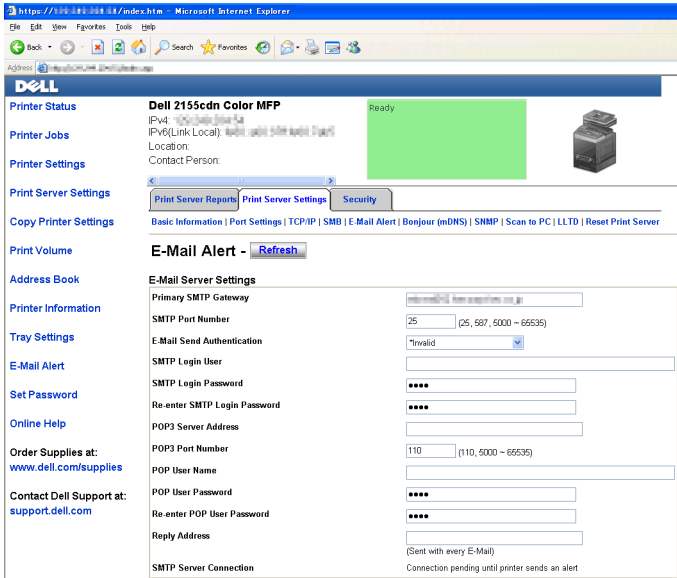 https:// /index.htm - Microsoft Internet Explorer
File Edit View Favorites Tools Help
Back Search Favorites
Address
DELL
Printer Status
Printer Jobs
Printer Settings
Print Server Settings
Copy Printer Settings
Print Volume
Address Book
Printer Information
Tray Settings
E-Mail Alert
Set Password
Online Help
Order Supplies at:
www.dell.com/supplies
Contact Dell Support at:
support.dell.com
Dell 2155cdn Color MFP
IPv4:
IPv6(Link Local):
Location:
Contact Person:
Ready
Print Server Reports Print Server Settings Security
Basic Information | Port Settings | TCP/IP | SMB | E-Mail Alert | Bonjour (mDNS) | SNMP | Scan to PC | LLTD | Reset Print Server
E-Mail Alert - Refresh
E-Mail Server Settings
Primary SMTP Gateway
SMTP Port Number 25 (25, 587, 5000 ~ 65535)
E-Mail Send Authentication *Invalid
SMTP Login User
SMTP Login Password ●●●●
Re-enter SMTP Login Password ●●●●
POP3 Server Address
POP3 Port Number 110 (110, 5000 ~ 65535)
POP User Name
POP User Password ●●●●
Re-enter POP User Password ●●●●
Reply Address
(Sent with every E-Mail)
SMTP Server Connection Connection pending until printer sends an alert